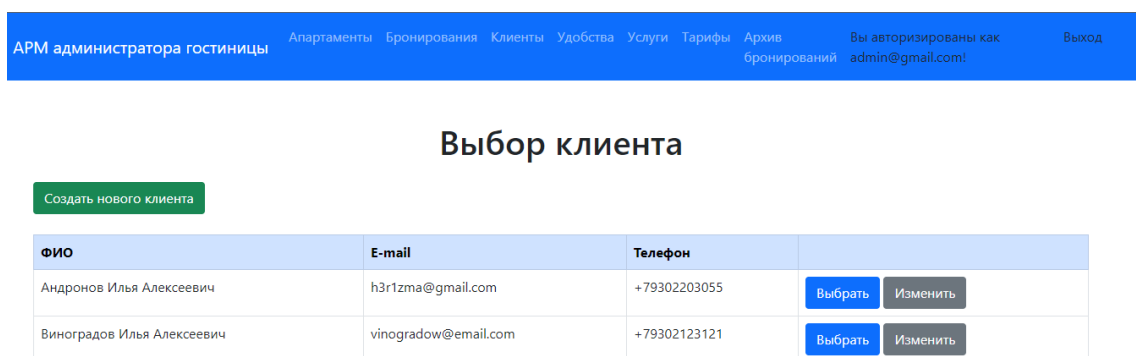 АРМ администратора гостиницы Апартаменты Бронирования Клиенты Удобства Услуги Тарифы Архив бронирований Вы авторизированы как admin@gmail.com! Выход
Выбор клиента
Создать нового клиента
ФИО E-mail Телефон
Андронов Илья Алексеевич h3r1zma@gmail.com +79302203055 Выбрать Изменить
Виноградов Илья Алексеевич vinogradow@email.com +79302123121 Выбрать Изменить